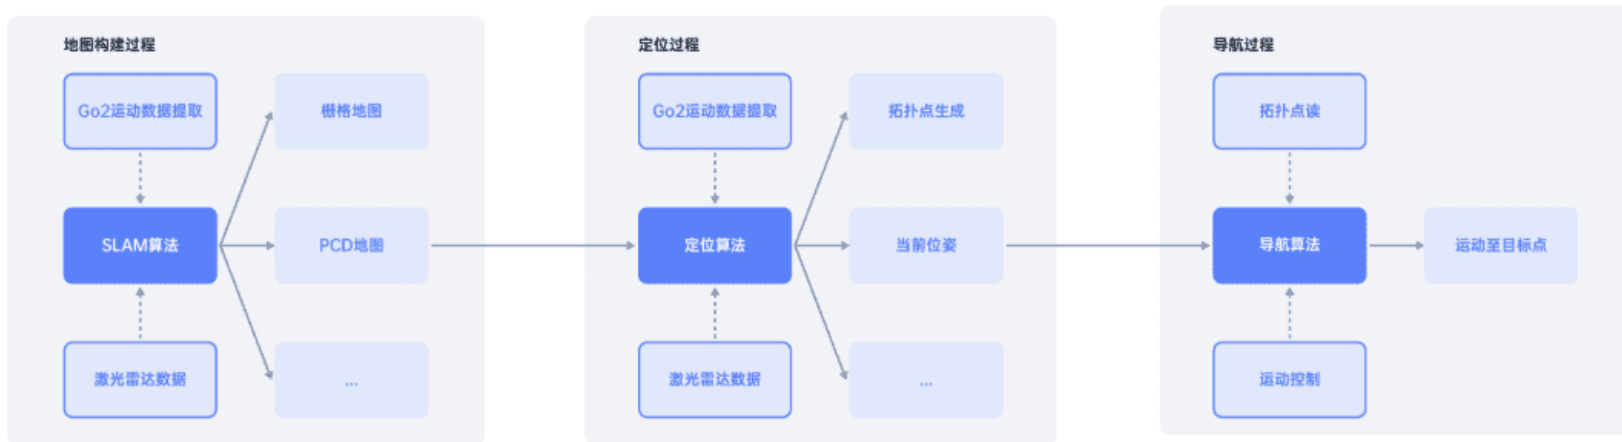 地图构建过程
Go2运动数据提取
栅格地图
SLAM算法
PCD地图
激光雷达数据
...
定位过程
Go2运动数据提取
拓扑点生成
定位算法
当前位姿
激光雷达数据
...
导航过程
拓扑点读
导航算法
运动至目标点
运动控制